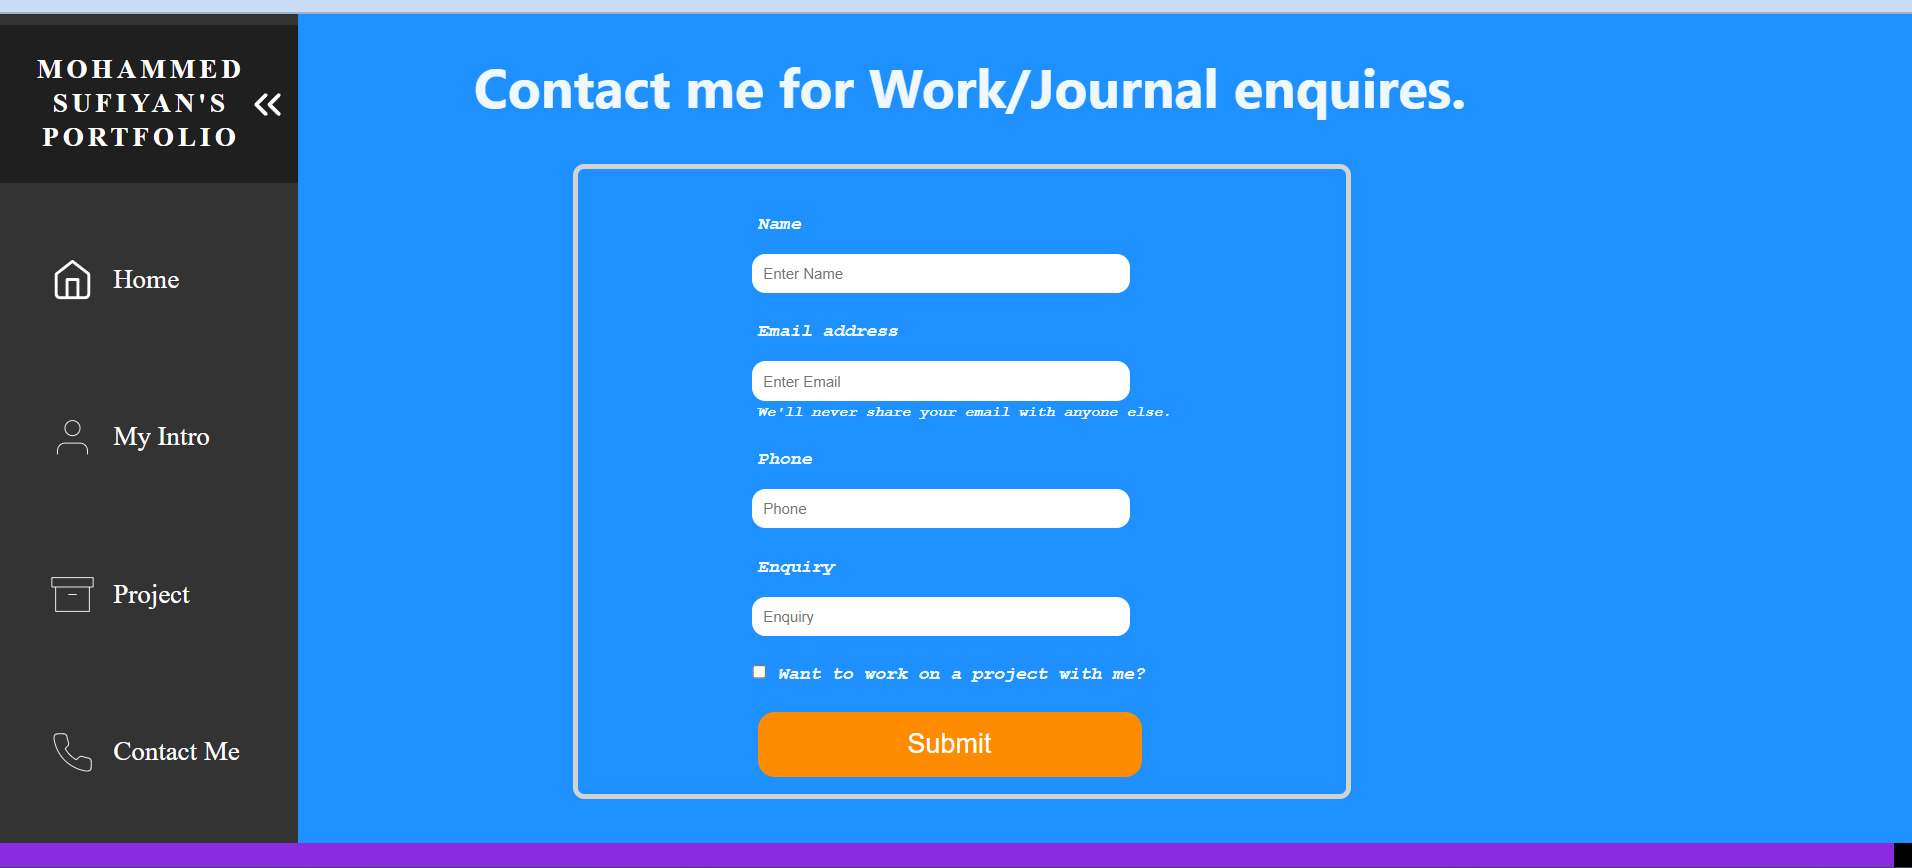 MOHAMMED
SUFIYAN'S
PORTFOLIO
Home
My Intro
Project
Contact Me
Contact me for Work/Journal enquires.
Name
Enter Name
Email address
Enter Email
We'll never share your email with anyone else.
Phone
Phone
Enquiry
Enquiry
Want to work on a project with me?
Submit